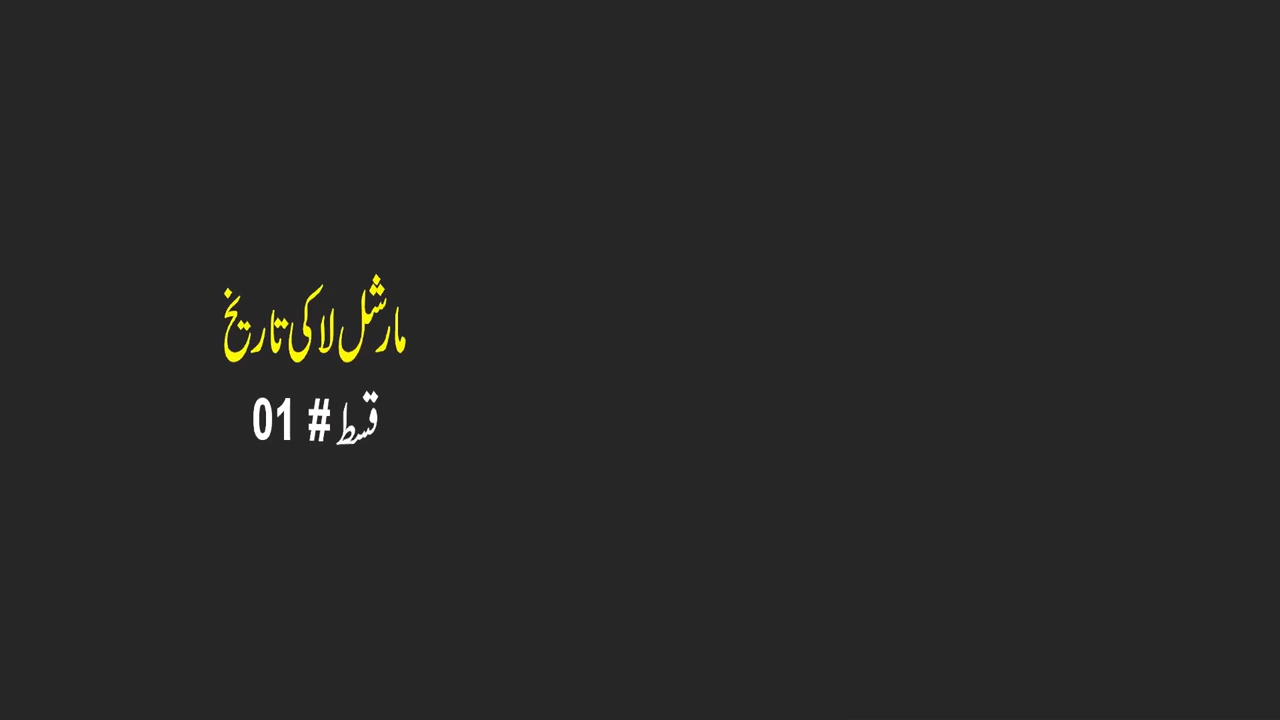 مارشل لا کی تاریخ
قسط # 01